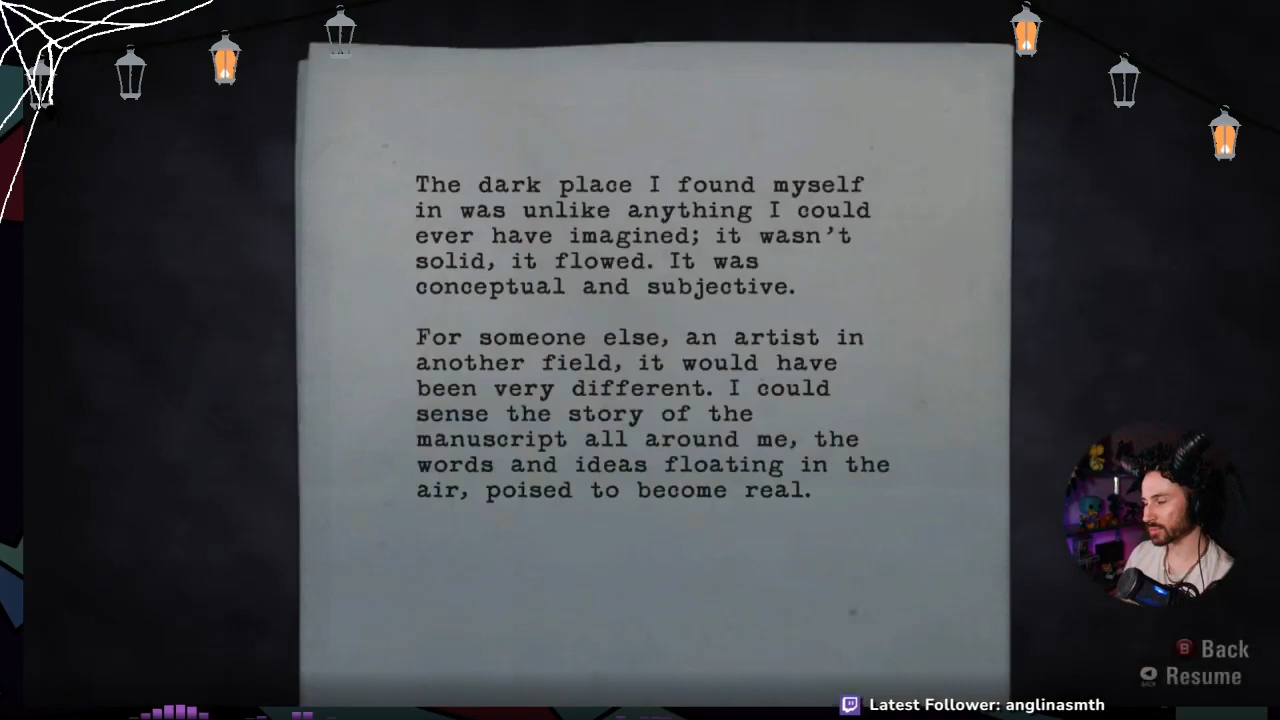 The dark place I found myself
in was unlike anything I could
ever have imagined; it wasn't
solid, it flowed. It was
conceptual and subjective.
For someone else, an artist in
another field, it would have
been very different. I could
sense the story of the
manuscript all around me, the
words and ideas floating in the
air, poised to become real.
B Back
BACK Resume
Latest Follower: anglinasmth